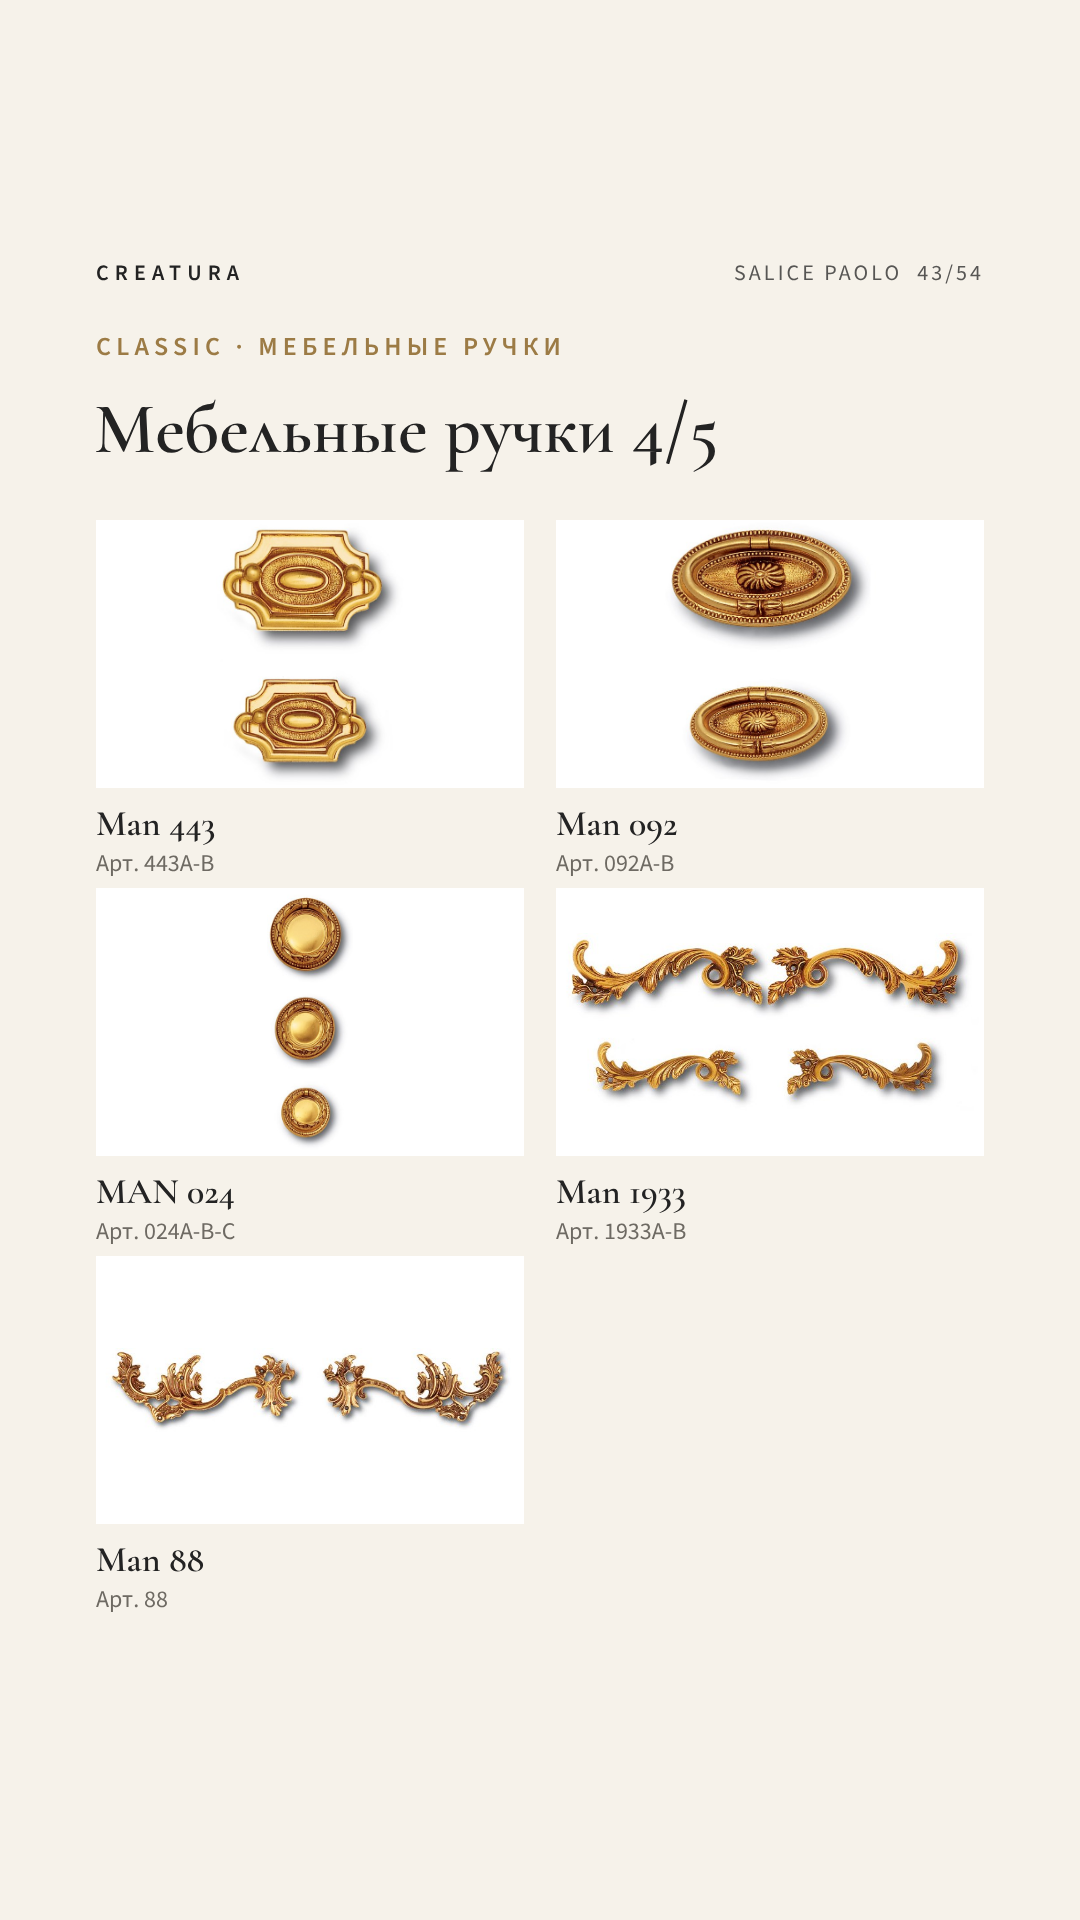 CREATURA
SALICE PAOLO 43/54
CLASSIC · МЕБЕЛЬНЫЕ РУЧКИ
Мебельные ручки 4/5
Man 443
Арт. 443A-B
Man 092
Арт. 092A-B
MAN 024
Арт. 024A-B-C
Man 1933
Арт. 1933A-B
Man 88
Арт. 88